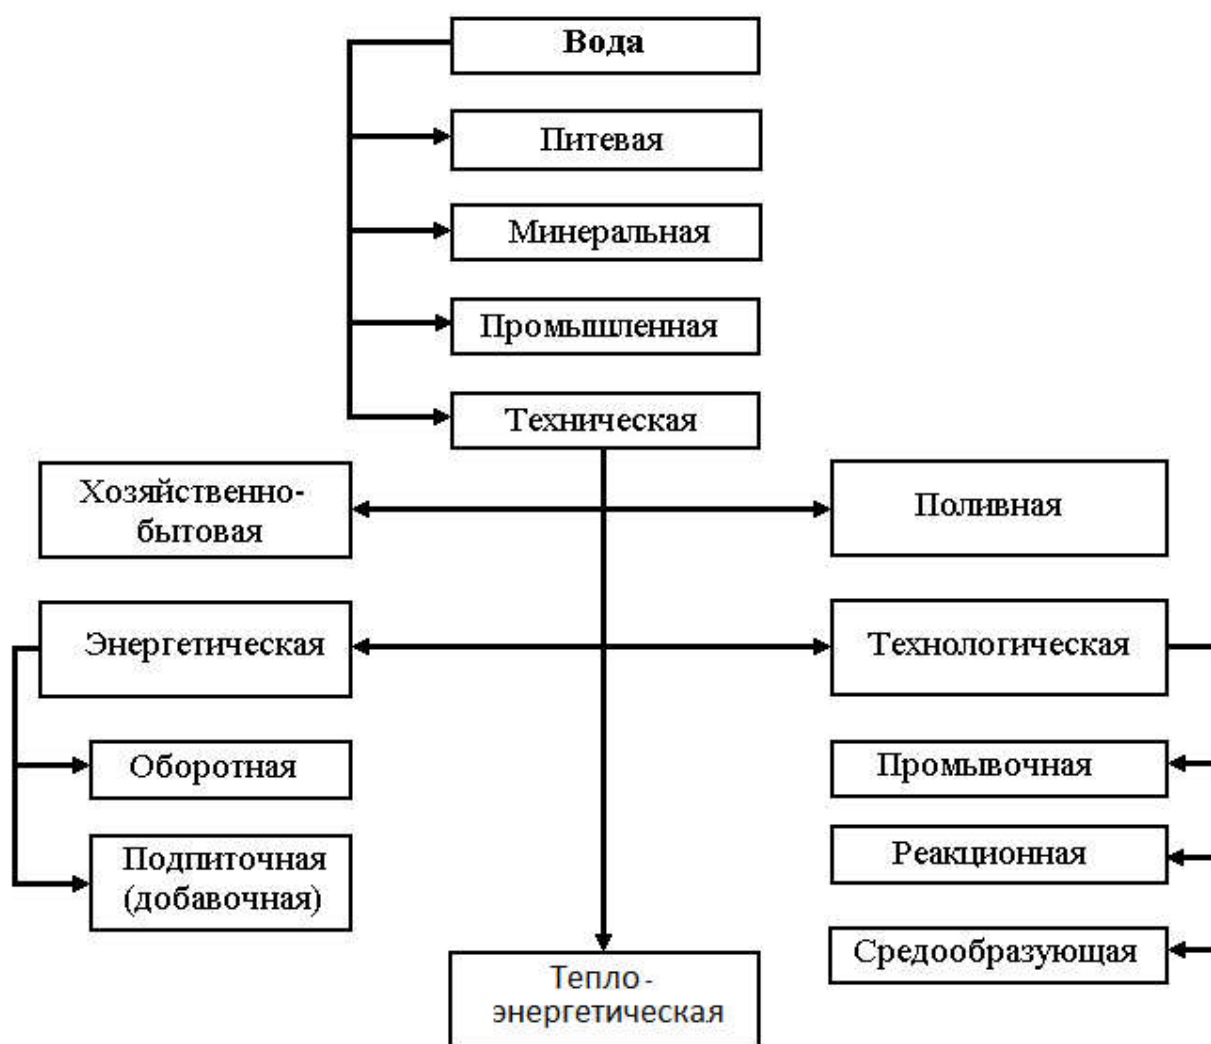 Вода
Питевая
Минеральная
Промышленная
Техническая
Хозяйственно-
бытовая
Поливная
Энергетическая
Технологическая
Оборотная
Промывочная
Подпиточная
(добавочная)
Реакционная
Средообразующая
Тепло-
энергетическая